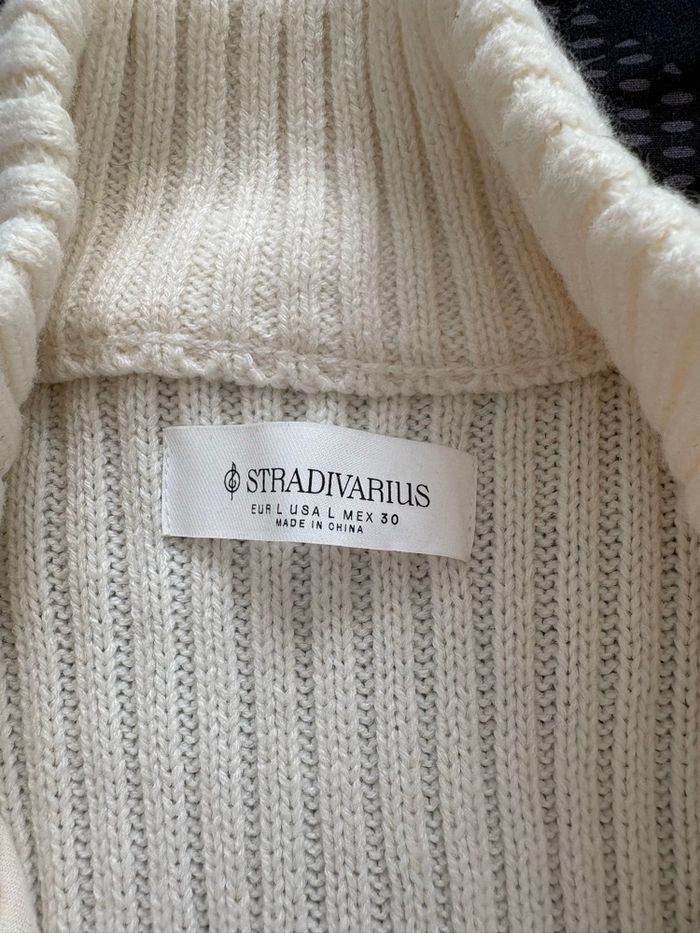 STRADIVARIUS
EUR L USA L MEX 30
MADE IN CHINA